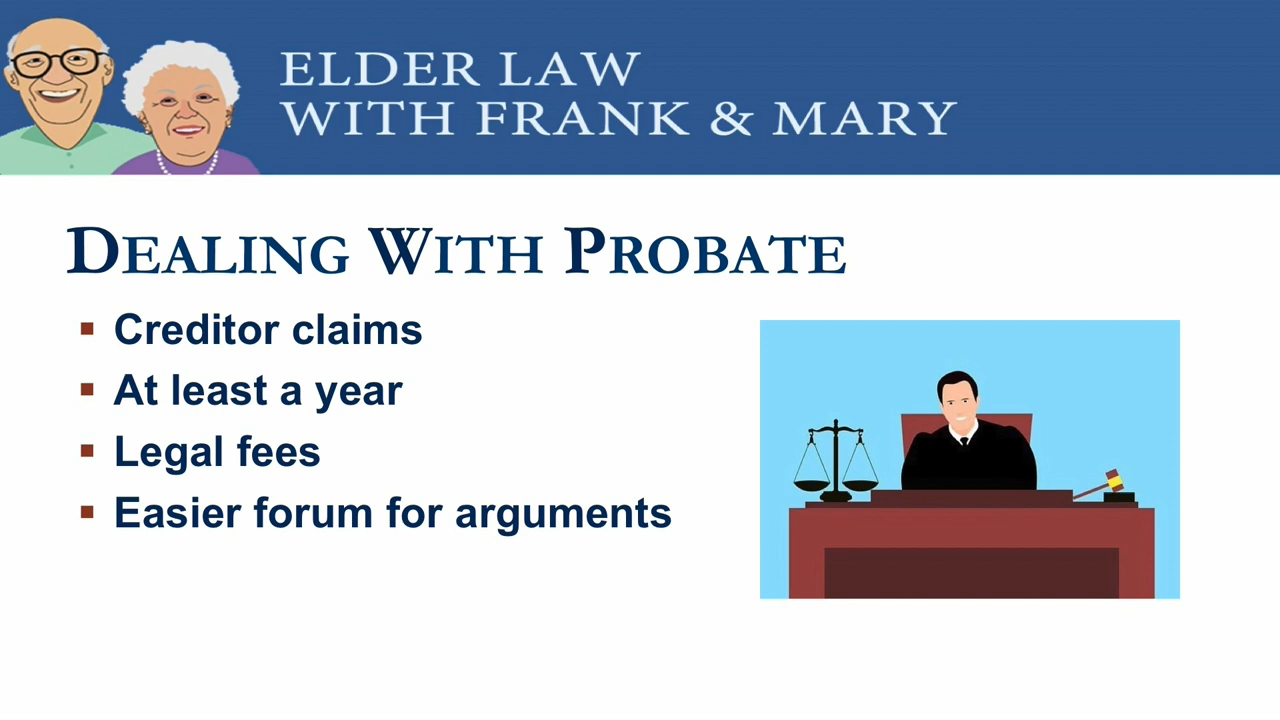 ELDER LAW
WITH FRANK & MARY
DEALING WITH PROBATE
Creditor claims
At least a year
Legal fees
Easier forum for arguments